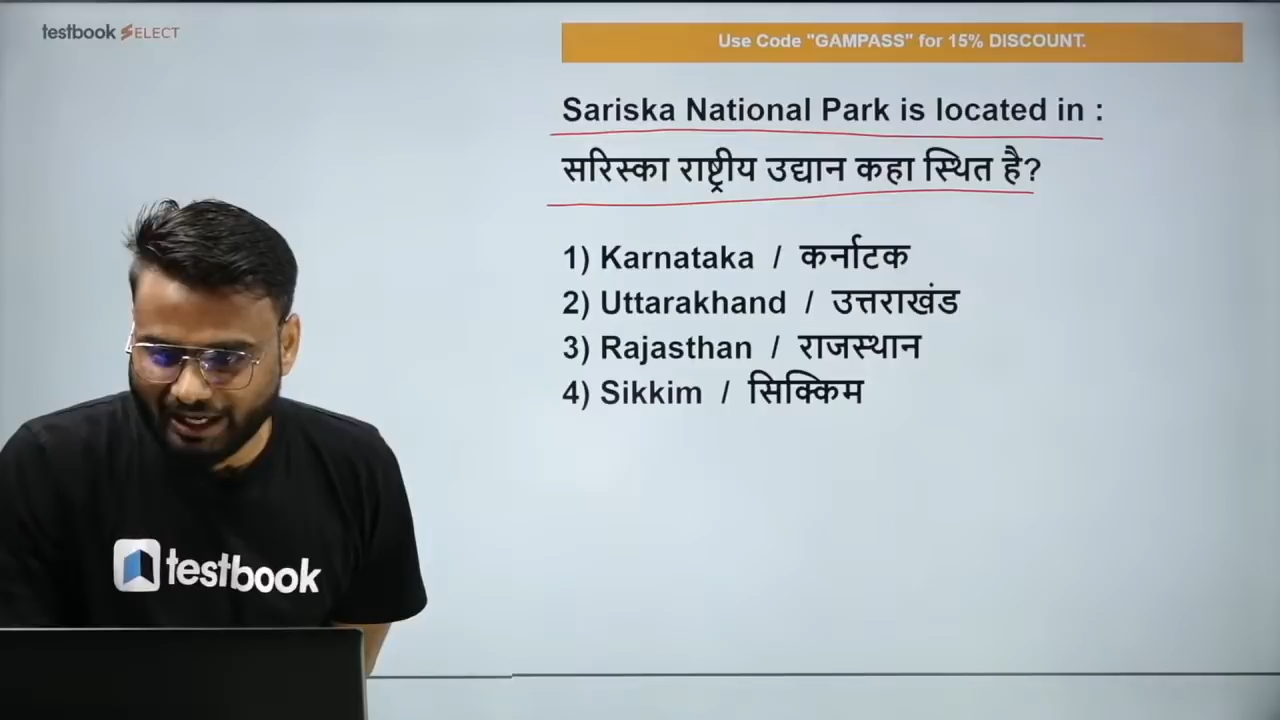 testbook SELECT
Use Code "GAMPASS" for 15% DISCOUNT.
Sariska National Park is located in :
सरिस्का राष्ट्रीय उद्यान कहा स्थित है?
1) Karnataka / कर्नाटक
2) Uttarakhand / उत्तराखंड
3) Rajasthan / राजस्थान
4) Sikkim / सिक्किम
testbook